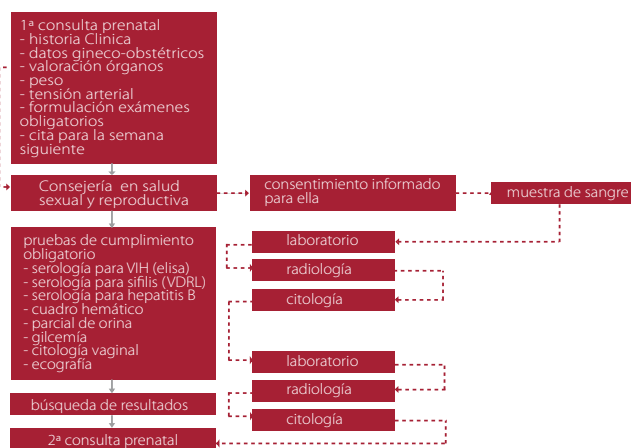 1ª consulta prenatal
- historia Clinica
- datos gineco-obstétricos
- valoración órganos
- peso
- tensión arterial
- formulación exámenes
obligatorios
- cita para la semana
siguiente
Consejería en salud
sexual y reproductiva
consentimiento informado
para ella
muestra de sangre
pruebas de cumplimiento
obligatorio
- serología para VIH (elisa)
- serología para sifilis (VDRL)
- serología para hepatitis B
- cuadro hemático
- parcial de orina
- gilcemía
- citología vaginal
- ecografía
laboratorio
radiología
citología
laboratorio
radiología
citología
búsqueda de resultados
2ª consulta prenatal